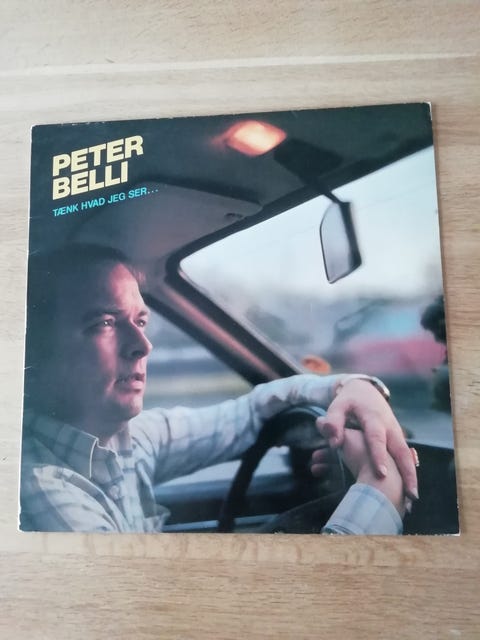 PETER
BELLI
TÆNK HVAD JEG SER...